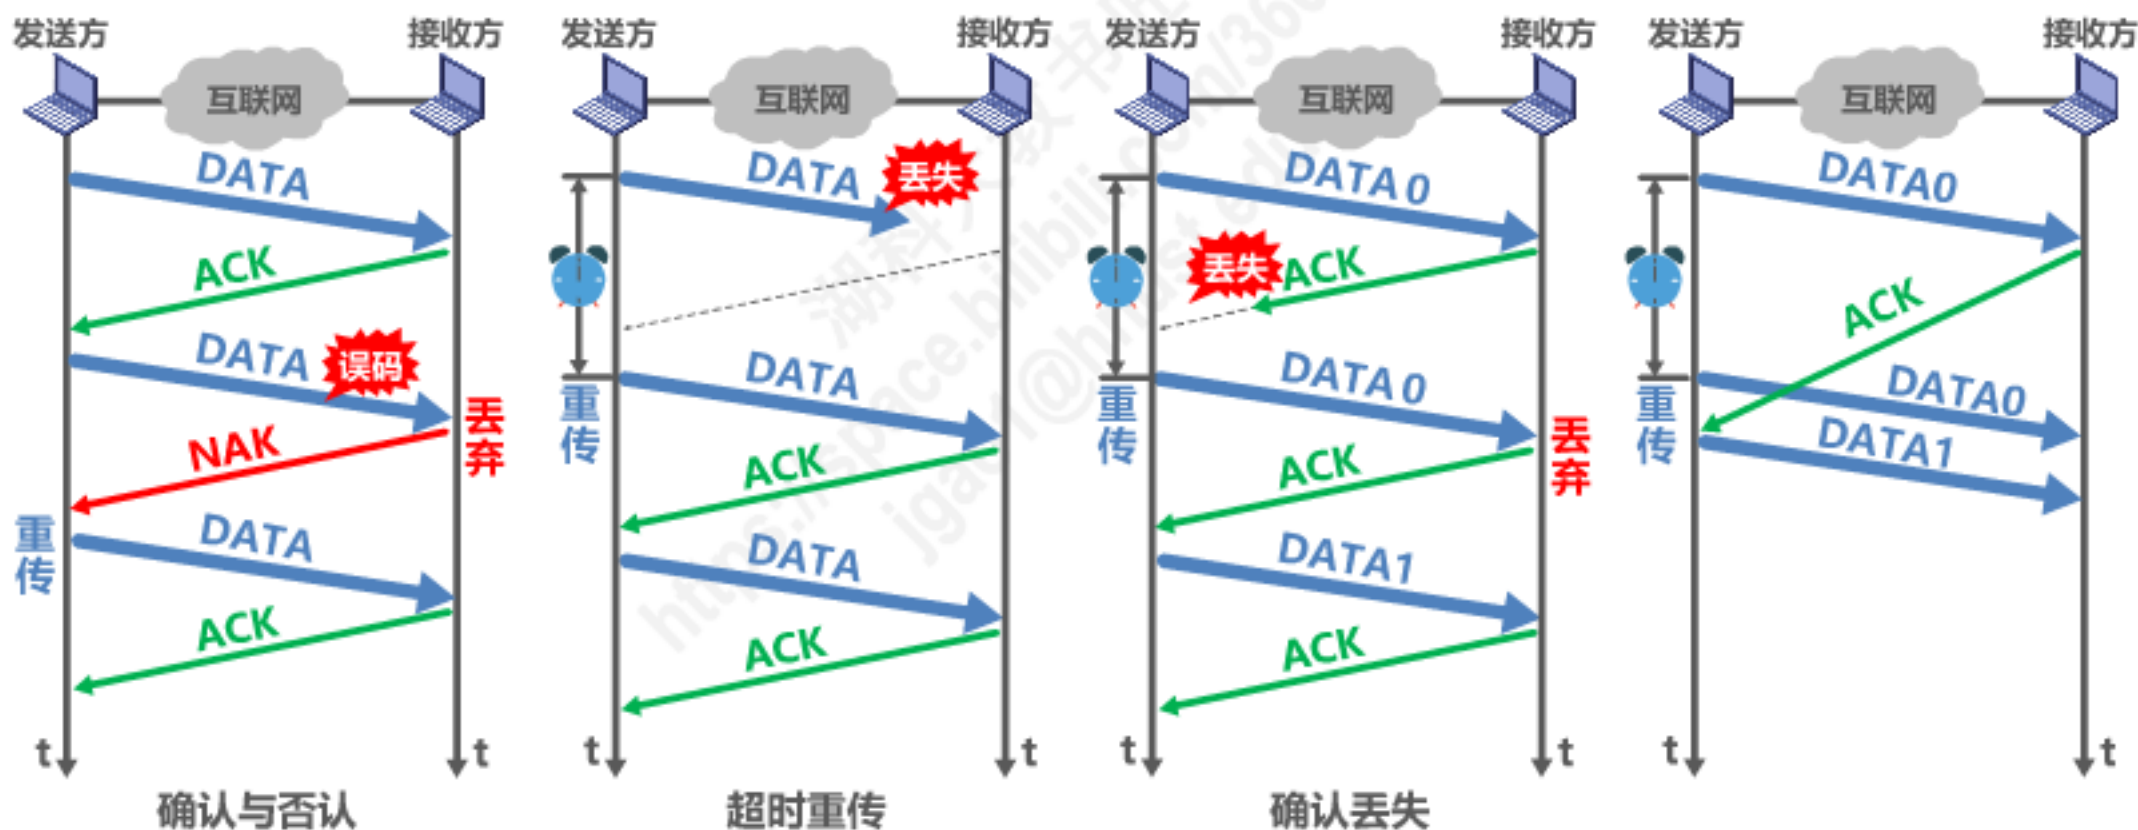 发送方
接收方
互联网
DATA
ACK
DATA
误码
丢弃
NAK
重传
DATA
ACK
t
t
确认与否认
发送方
接收方
互联网
DATA
丢失
重传
DATA
ACK
DATA
ACK
t
t
超时重传
发送方
接收方
互联网
DATA0
丢失
ACK
重传
DATA0
丢弃
ACK
DATA1
ACK
t
t
确认丢失
发送方
接收方
互联网
DATA0
ACK
重传
DATA0
DATA1
t
t